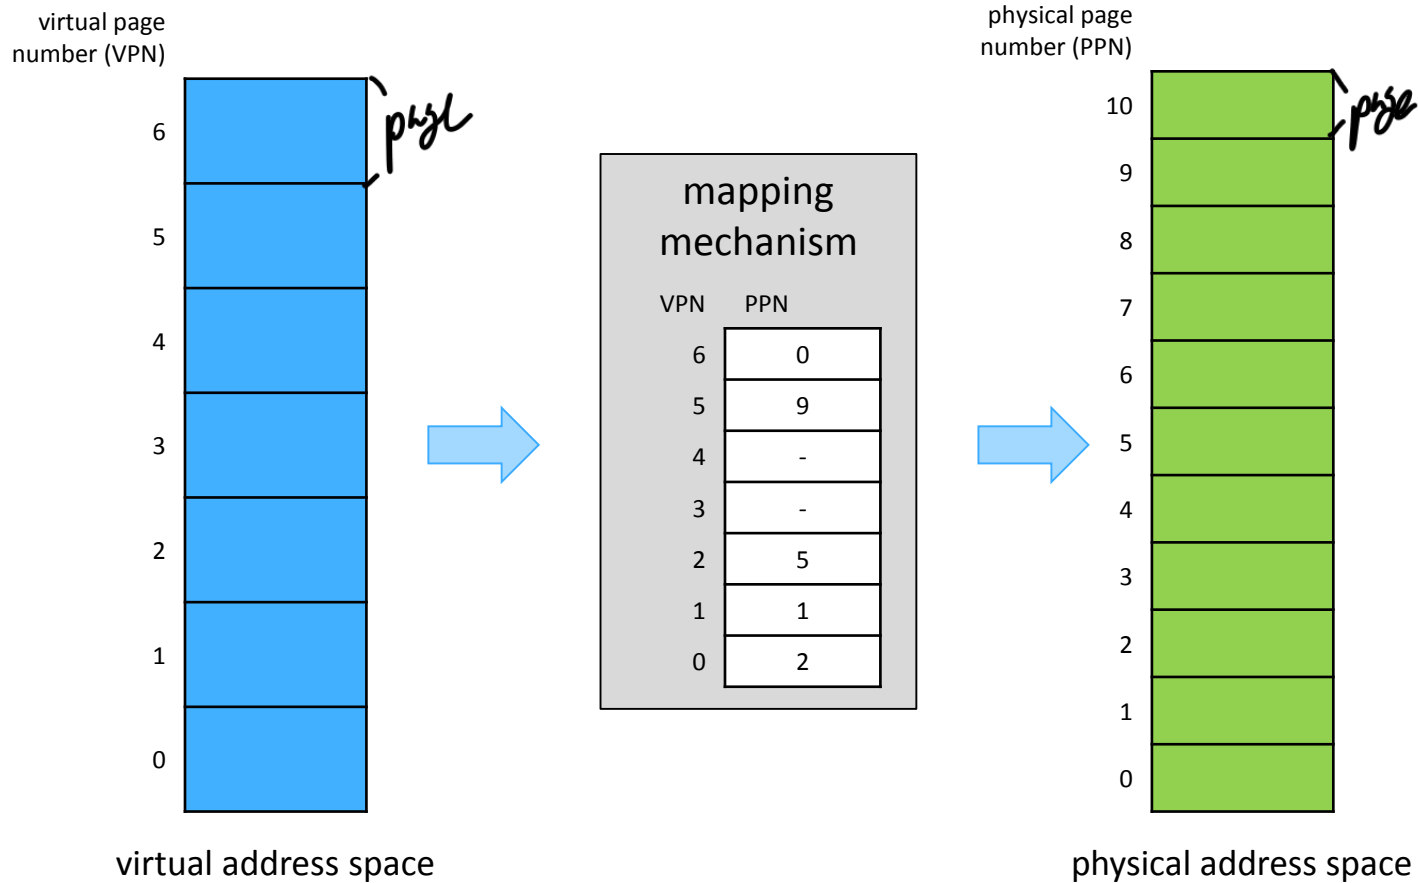 virtual page
number (VPN)
6
5
4
3
2
1
0
virtual address space
page
mapping
mechanism
VPN PPN
6 0
5 9
4 -
3 -
2 5
1 1
0 2
physical page
number (PPN)
10
9
8
7
6
5
4
3
2
1
0
physical address space
page